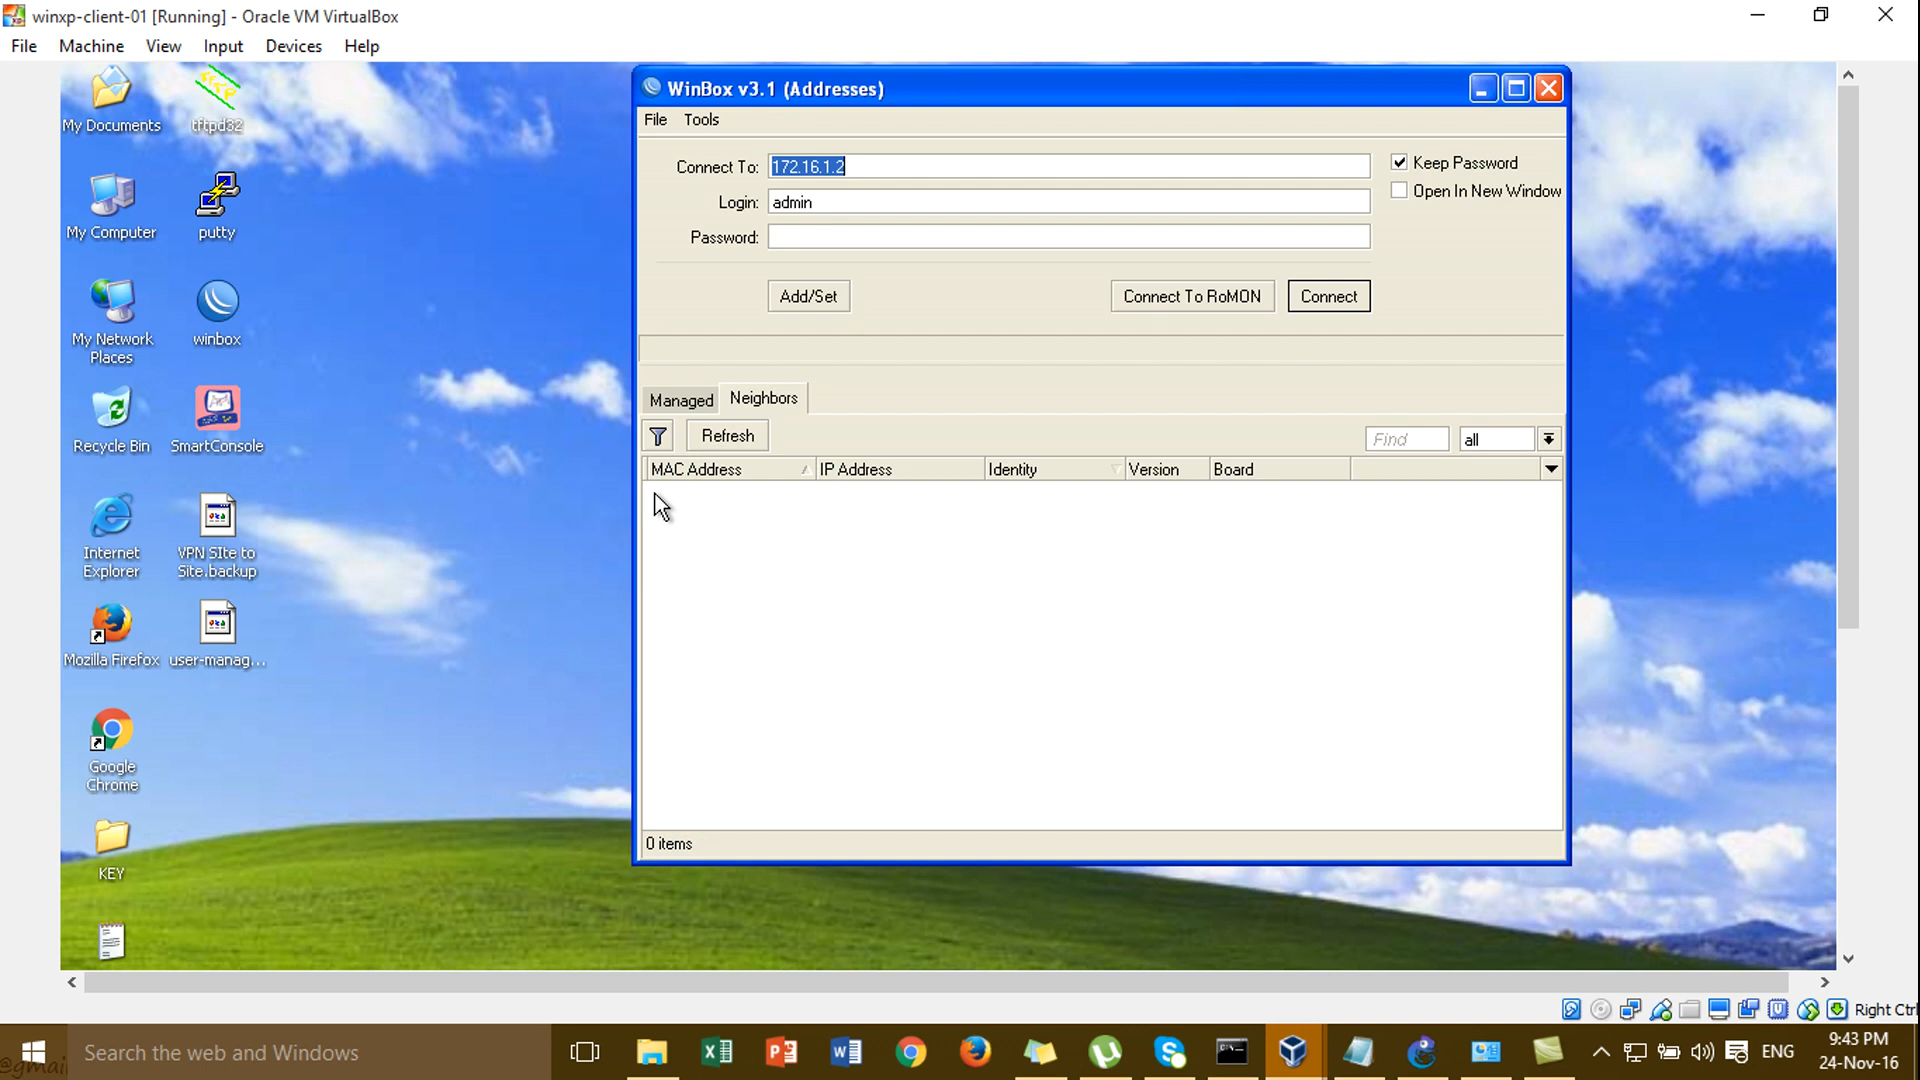 winxp-client-01 [Running] - Oracle VM VirtualBox
File Machine View Input Devices Help
My Documents
tftpd32
My Computer
putty
My Network Places
winbox
Recycle Bin
SmartConsole
Internet Explorer
VPN SIte to Site.backup
Mozilla Firefox
user-manag...
Google Chrome
KEY
WinBox v3.1 (Addresses)
File Tools
Connect To: 172.16.1.2
Keep Password
Login: admin
Open In New Window
Password:
Add/Set
Connect To RoMON
Connect
Managed
Neighbors
Refresh
Find
all
MAC Address
IP Address
Identity
Version
Board
0 items
Right Ctrl
Search the web and Windows
ENG
9:43 PM
24-Nov-16